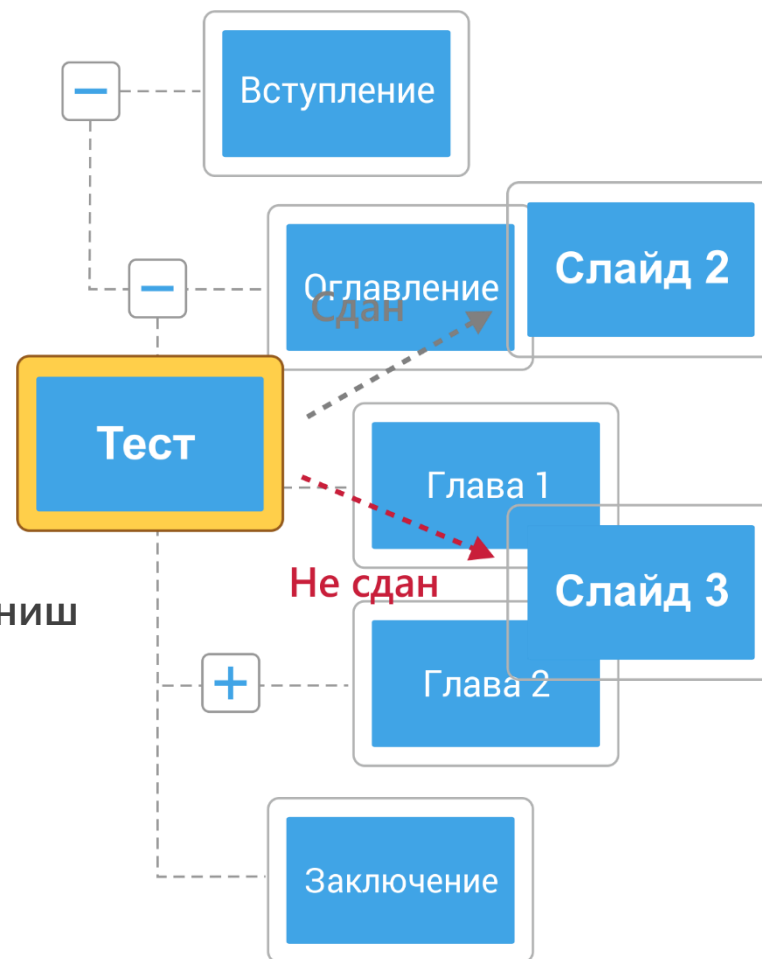 Вступление
Оглавление
Слайд 2
Сдан
Тест
Глава 1
Не сдан
Слайд 3
ниш
Глава 2
Заключение